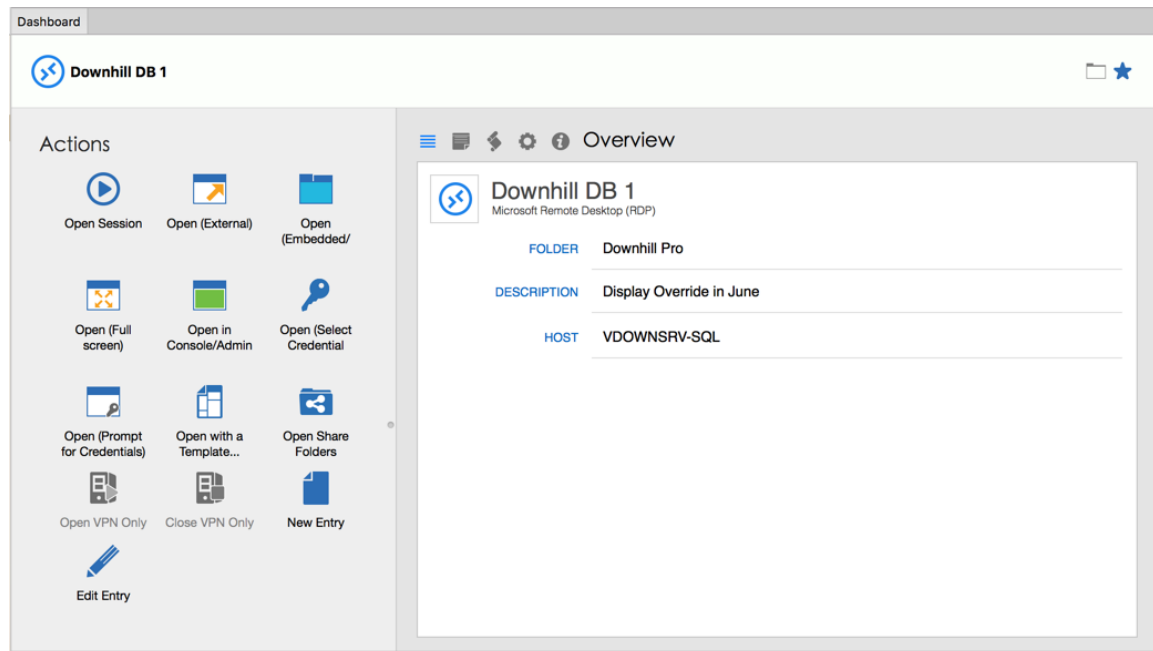 Dashboard
Downhill DB 1
Actions
Open Session
Open (External)
Open
(Embedded/
Open (Full
screen)
Open in
Console/Admin
Open (Select
Credential
Open (Prompt
for Credentials)
Open with a
Template...
Open Share
Folders
Open VPN Only
Close VPN Only
New Entry
Edit Entry
Overview
Downhill DB 1
Microsoft Remote Desktop (RDP)
FOLDER Downhill Pro
DESCRIPTION Display Override in June
HOST VDOWNSRV-SQL